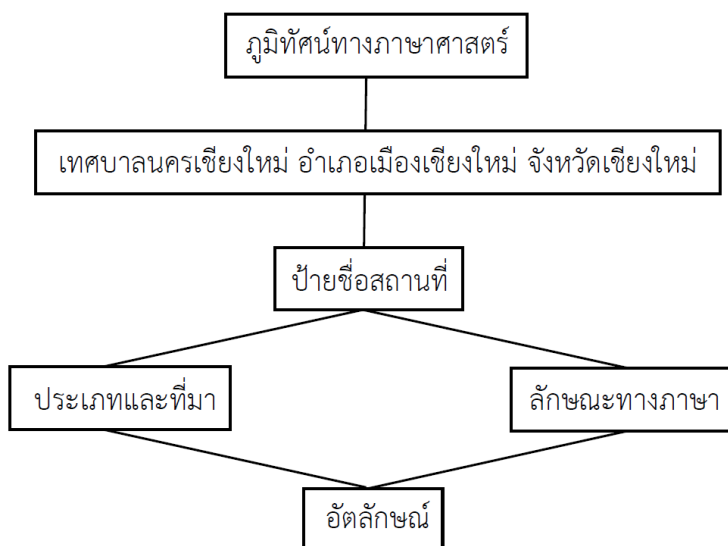 ภูมิทัศน์ทางภาษาศาสตร์
เทศบาลนครเชียงใหม่ อำเภอเมืองเชียงใหม่ จังหวัดเชียงใหม่
ป้ายชื่อสถานที่
ประเภทและที่มา
ลักษณะทางภาษา
อัตลักษณ์